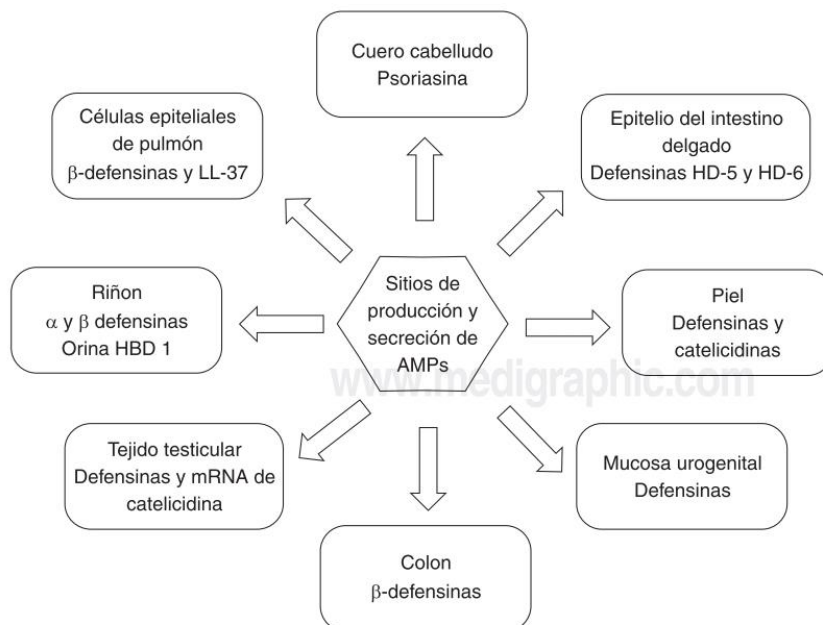 Cuero cabelludo
Psoriasina
Células epiteliales
de pulmón
β-defensinas y LL-37
Epitelio del intestino
delgado
Defensinas HD-5 y HD-6
Riñon
α y β defensinas
Orina HBD 1
Sitios de
producción y
secreción de
AMPs
Piel
Defensinas y
catelicidinas
www.medigraphic.com
Tejido testicular
Defensinas y mRNA de
catelicidina
Mucosa urogenital
Defensinas
Colon
β-defensinas